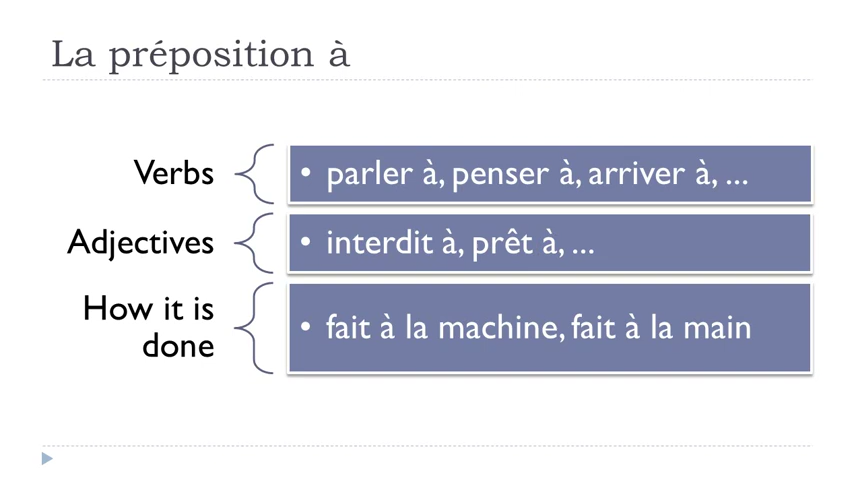 La préposition à
Verbs
• parler à, penser à, arriver à, ...
Adjectives
• interdit à, prêt à, ...
How it is
done
• fait à la machine, fait à la main